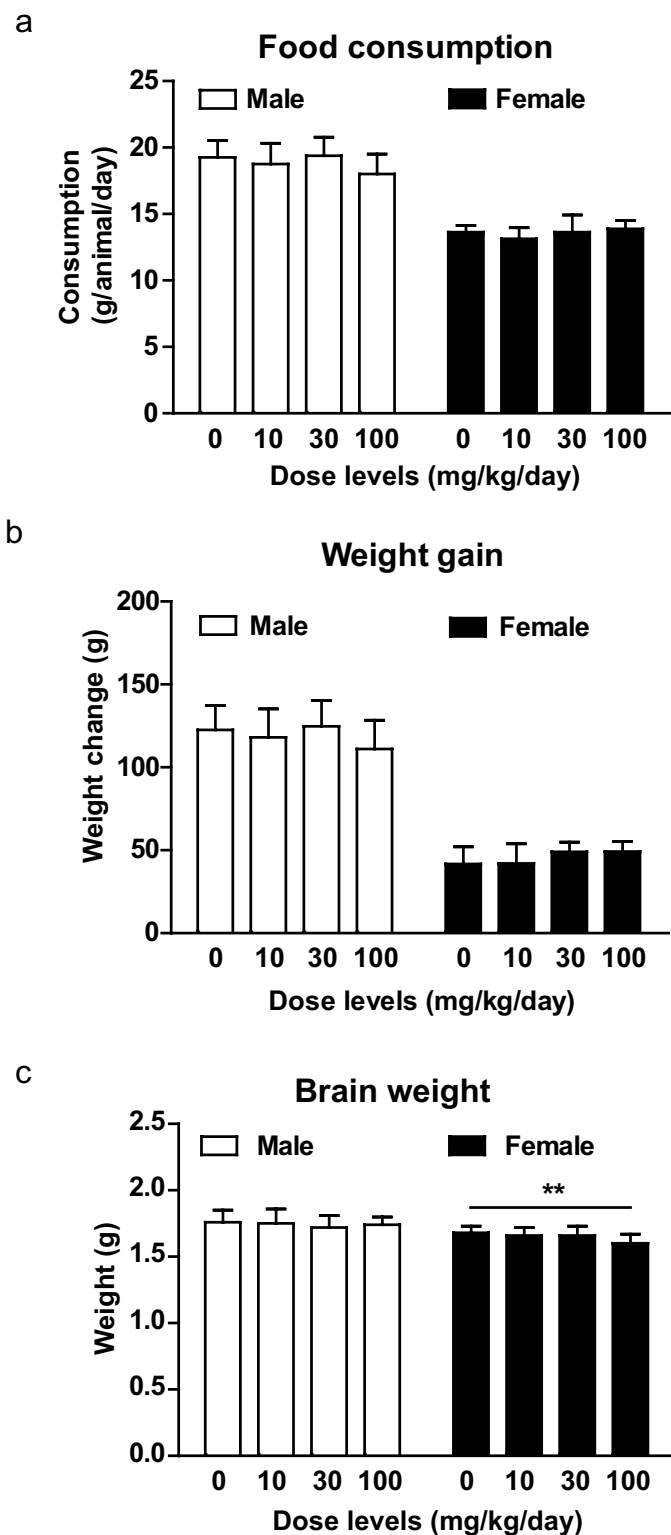 a
Food consumption
Male Female
25
20
15
10
5
0
Consumption
(g/animal/day)
0 10 30 100 0 10 30 100
Dose levels (mg/kg/day)
b
Weight gain
Male Female
200
150
100
50
0
Weight change (g)
0 10 30 100 0 10 30 100
Dose levels (mg/kg/day)
c
Brain weight
Male Female
2.5
2.0
1.5
1.0
0.5
0.0
Weight (g)
**
0 10 30 100 0 10 30 100
Dose levels (mg/kg/day)